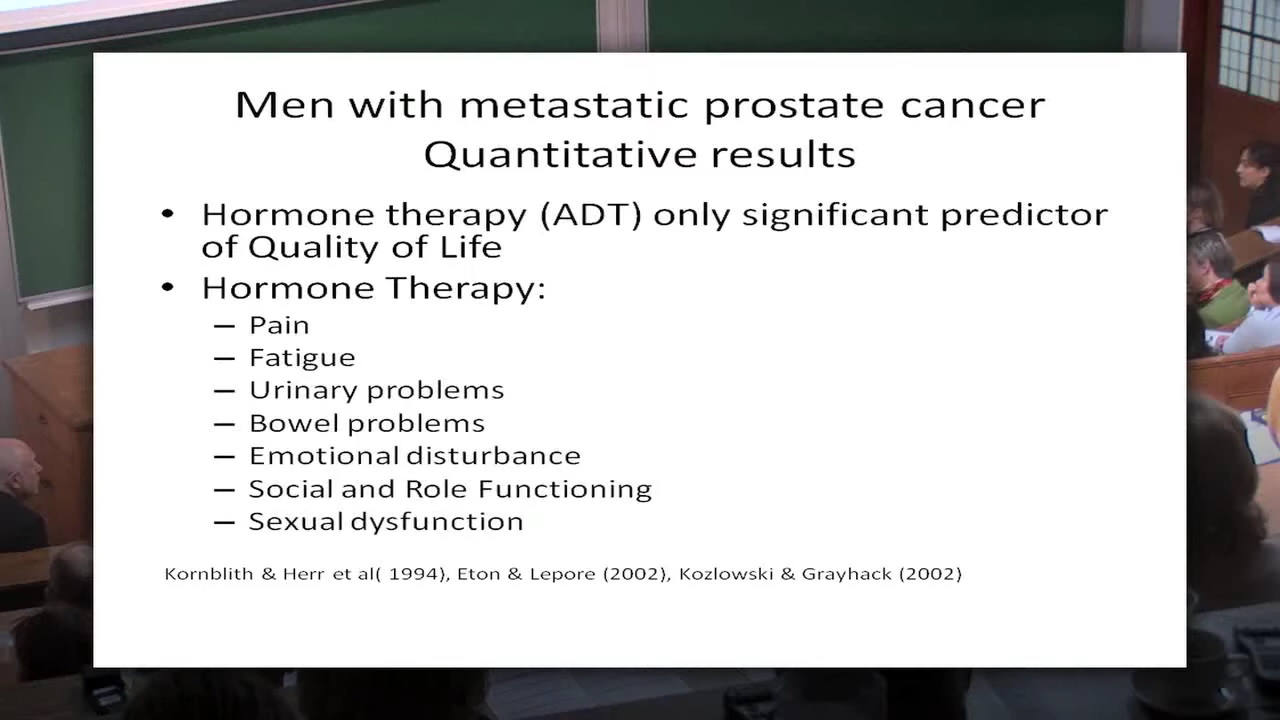 Men with metastatic prostate cancer
Quantitative results
• Hormone therapy (ADT) only significant predictor
of Quality of Life
• Hormone Therapy:
– Pain
– Fatigue
– Urinary problems
– Bowel problems
– Emotional disturbance
– Social and Role Functioning
– Sexual dysfunction
Kornblith & Herr et al( 1994), Eton & Lepore (2002), Kozlowski & Grayhack (2002)